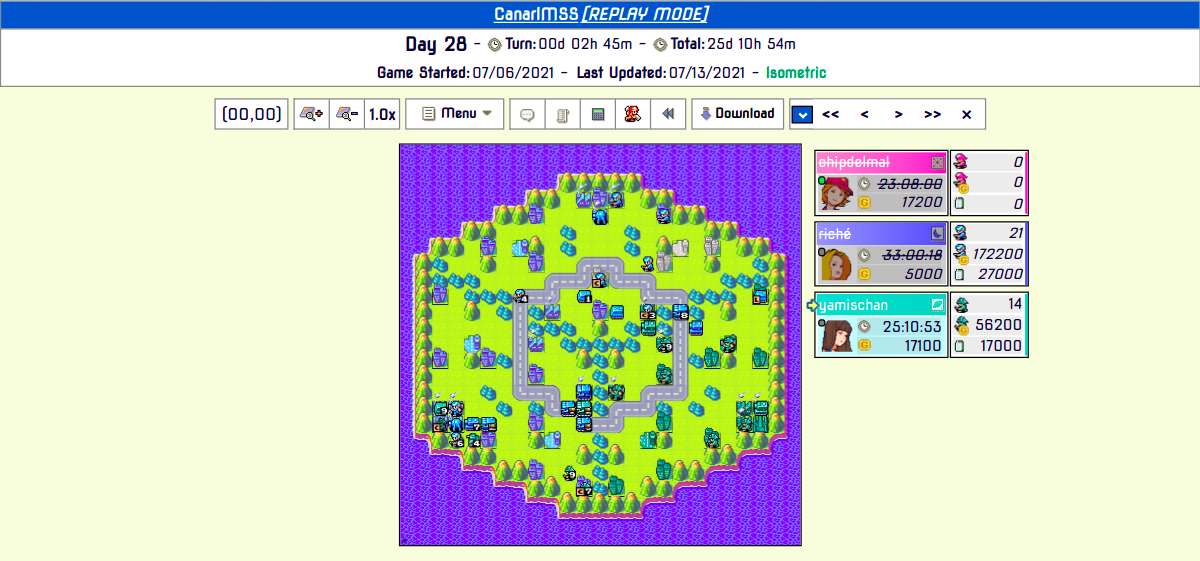 CanarIMSS [REPLAY MODE]
Day 28 - Turn: 00d 02h 45m - Total: 25d 10h 54m
Game Started: 07/06/2021 - Last Updated: 07/13/2021 - Isometric
(00,00) 1.0x Menu Download << < > >> ×
chipdelmal 0
23:08:00 0
17200 0
riché 21
33:00:18 172200
5000 27000
yamischan 14
25:10:53 56200
17100 17000